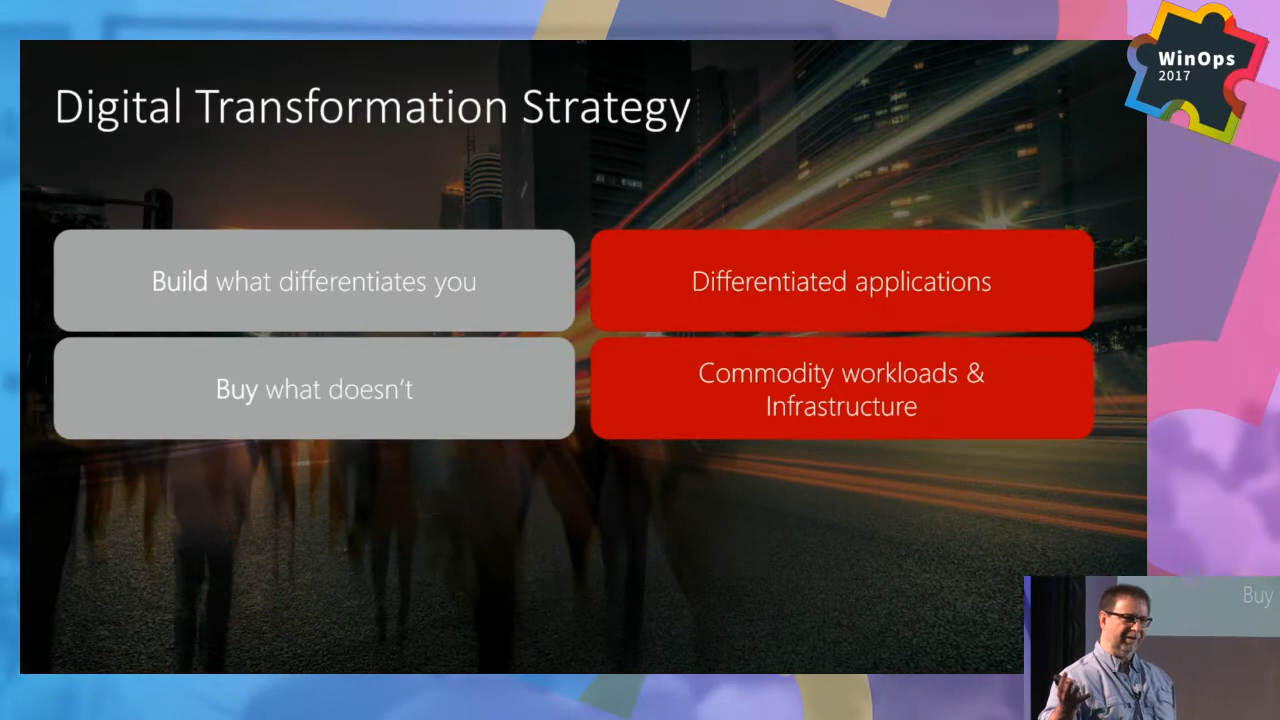 WinOps
2017
Digital Transformation Strategy
Build what differentiates you
Differentiated applications
Buy what doesn't
Commodity workloads &
Infrastructure
Buy